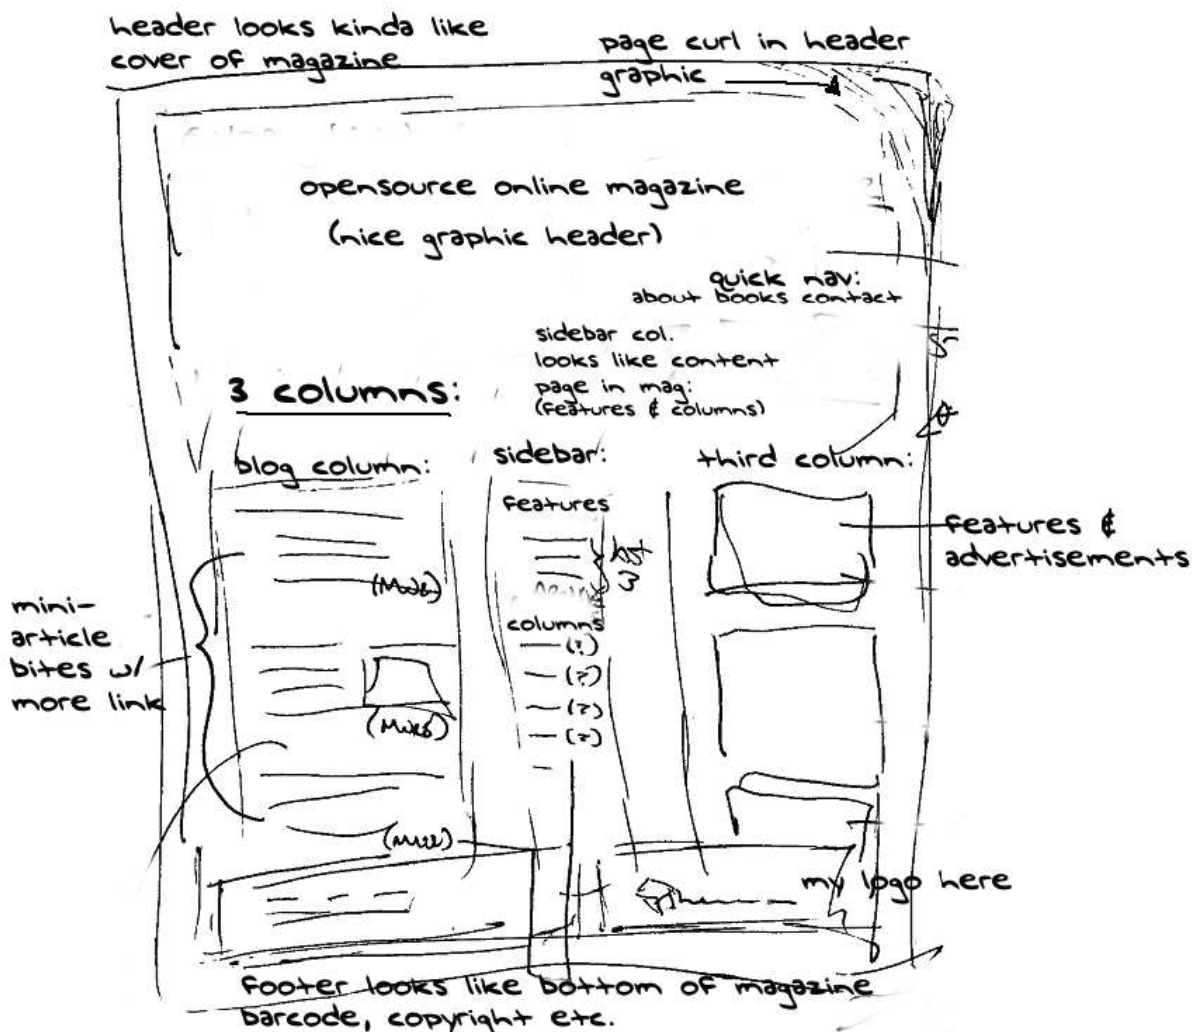 header looks kinda like
cover of magazine
page curl in header
graphic
opensource online magazine
(nice graphic header)
quick nav:
about books contact
sidebar col.
looks like content
page in mag:
(features & columns)
3 columns:
blog column:
sidebar:
third column:
features
features &
advertisements
(more)
mini-
article
bites w/
more link
columns
(?)
(?)
(more)
(?)
(?)
(more)
my logo here
footer looks like bottom of magazine
barcode, copyright etc.